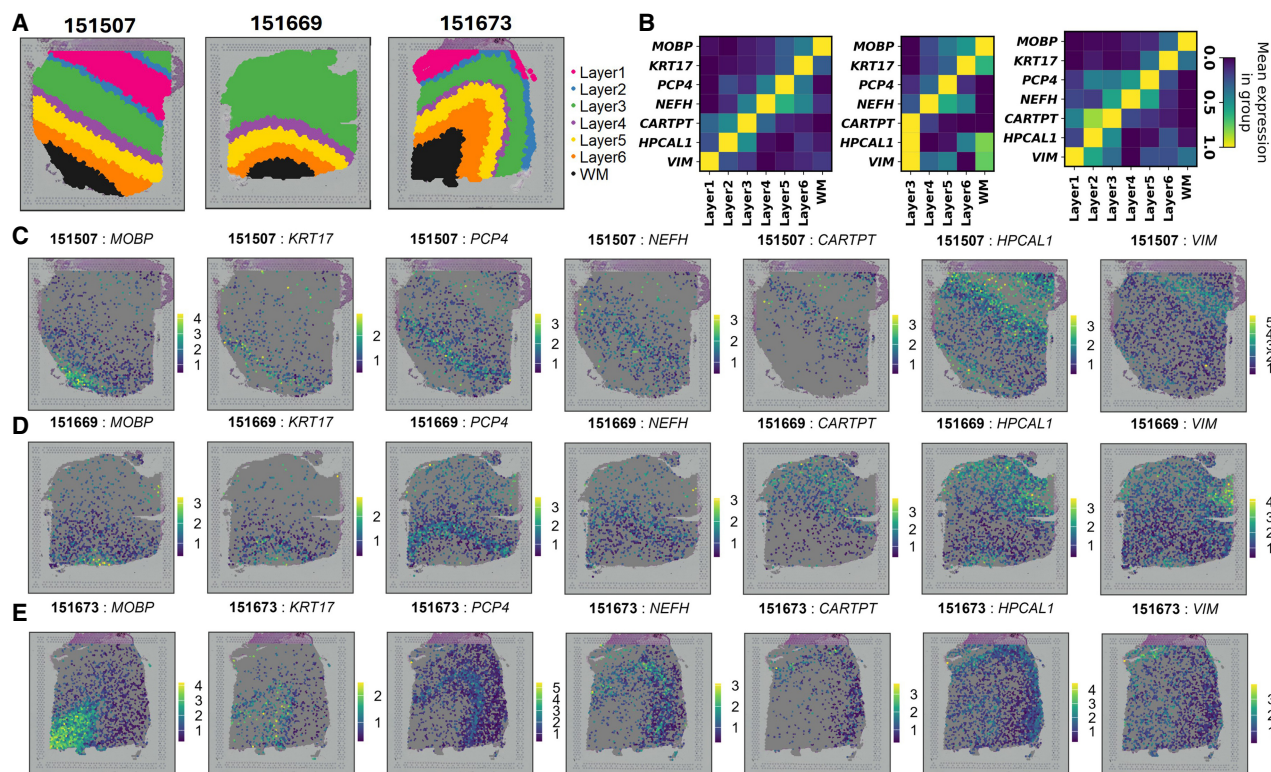 A
151507 151669 151673
Layer1
Layer2
Layer3
Layer4
Layer5
Layer6
WM
B
MOBP
KRT17
PCP4
NEFH
CARTPT
HPCAL1
VIM
Layer1 Layer2 Layer3 Layer4 Layer5 Layer6 WM
MOBP
KRT17
PCP4
NEFH
CARTPT
HPCAL1
VIM
Layer3 Layer4 Layer5 Layer6 WM
MOBP
KRT17
PCP4
NEFH
CARTPT
HPCAL1
VIM
Layer1 Layer2 Layer3 Layer4 Layer5 Layer6 WM
0.0 0.5 1.0
Mean expression
in group
C
151507 : MOBP 151507 : KRT17 151507 : PCP4 151507 : NEFH 151507 : CARTPT 151507 : HPCAL1 151507 : VIM
4 3 2 1
2 1
3 2 1
3 2 1
3 2 1
3 2 1
D
151669 : MOBP 151669 : KRT17 151669 : PCP4 151669 : NEFH 151669 : CARTPT 151669 : HPCAL1 151669 : VIM
3 2 1
2 1
3 2 1
3 2 1
3 2 1
3 2 1
E
151673 : MOBP 151673 : KRT17 151673 : PCP4 151673 : NEFH 151673 : CARTPT 151673 : HPCAL1 151673 : VIM
4 3 2 1
2 1
5 4 3 2 1
3 2 1
3 2 1
4 3 2 1